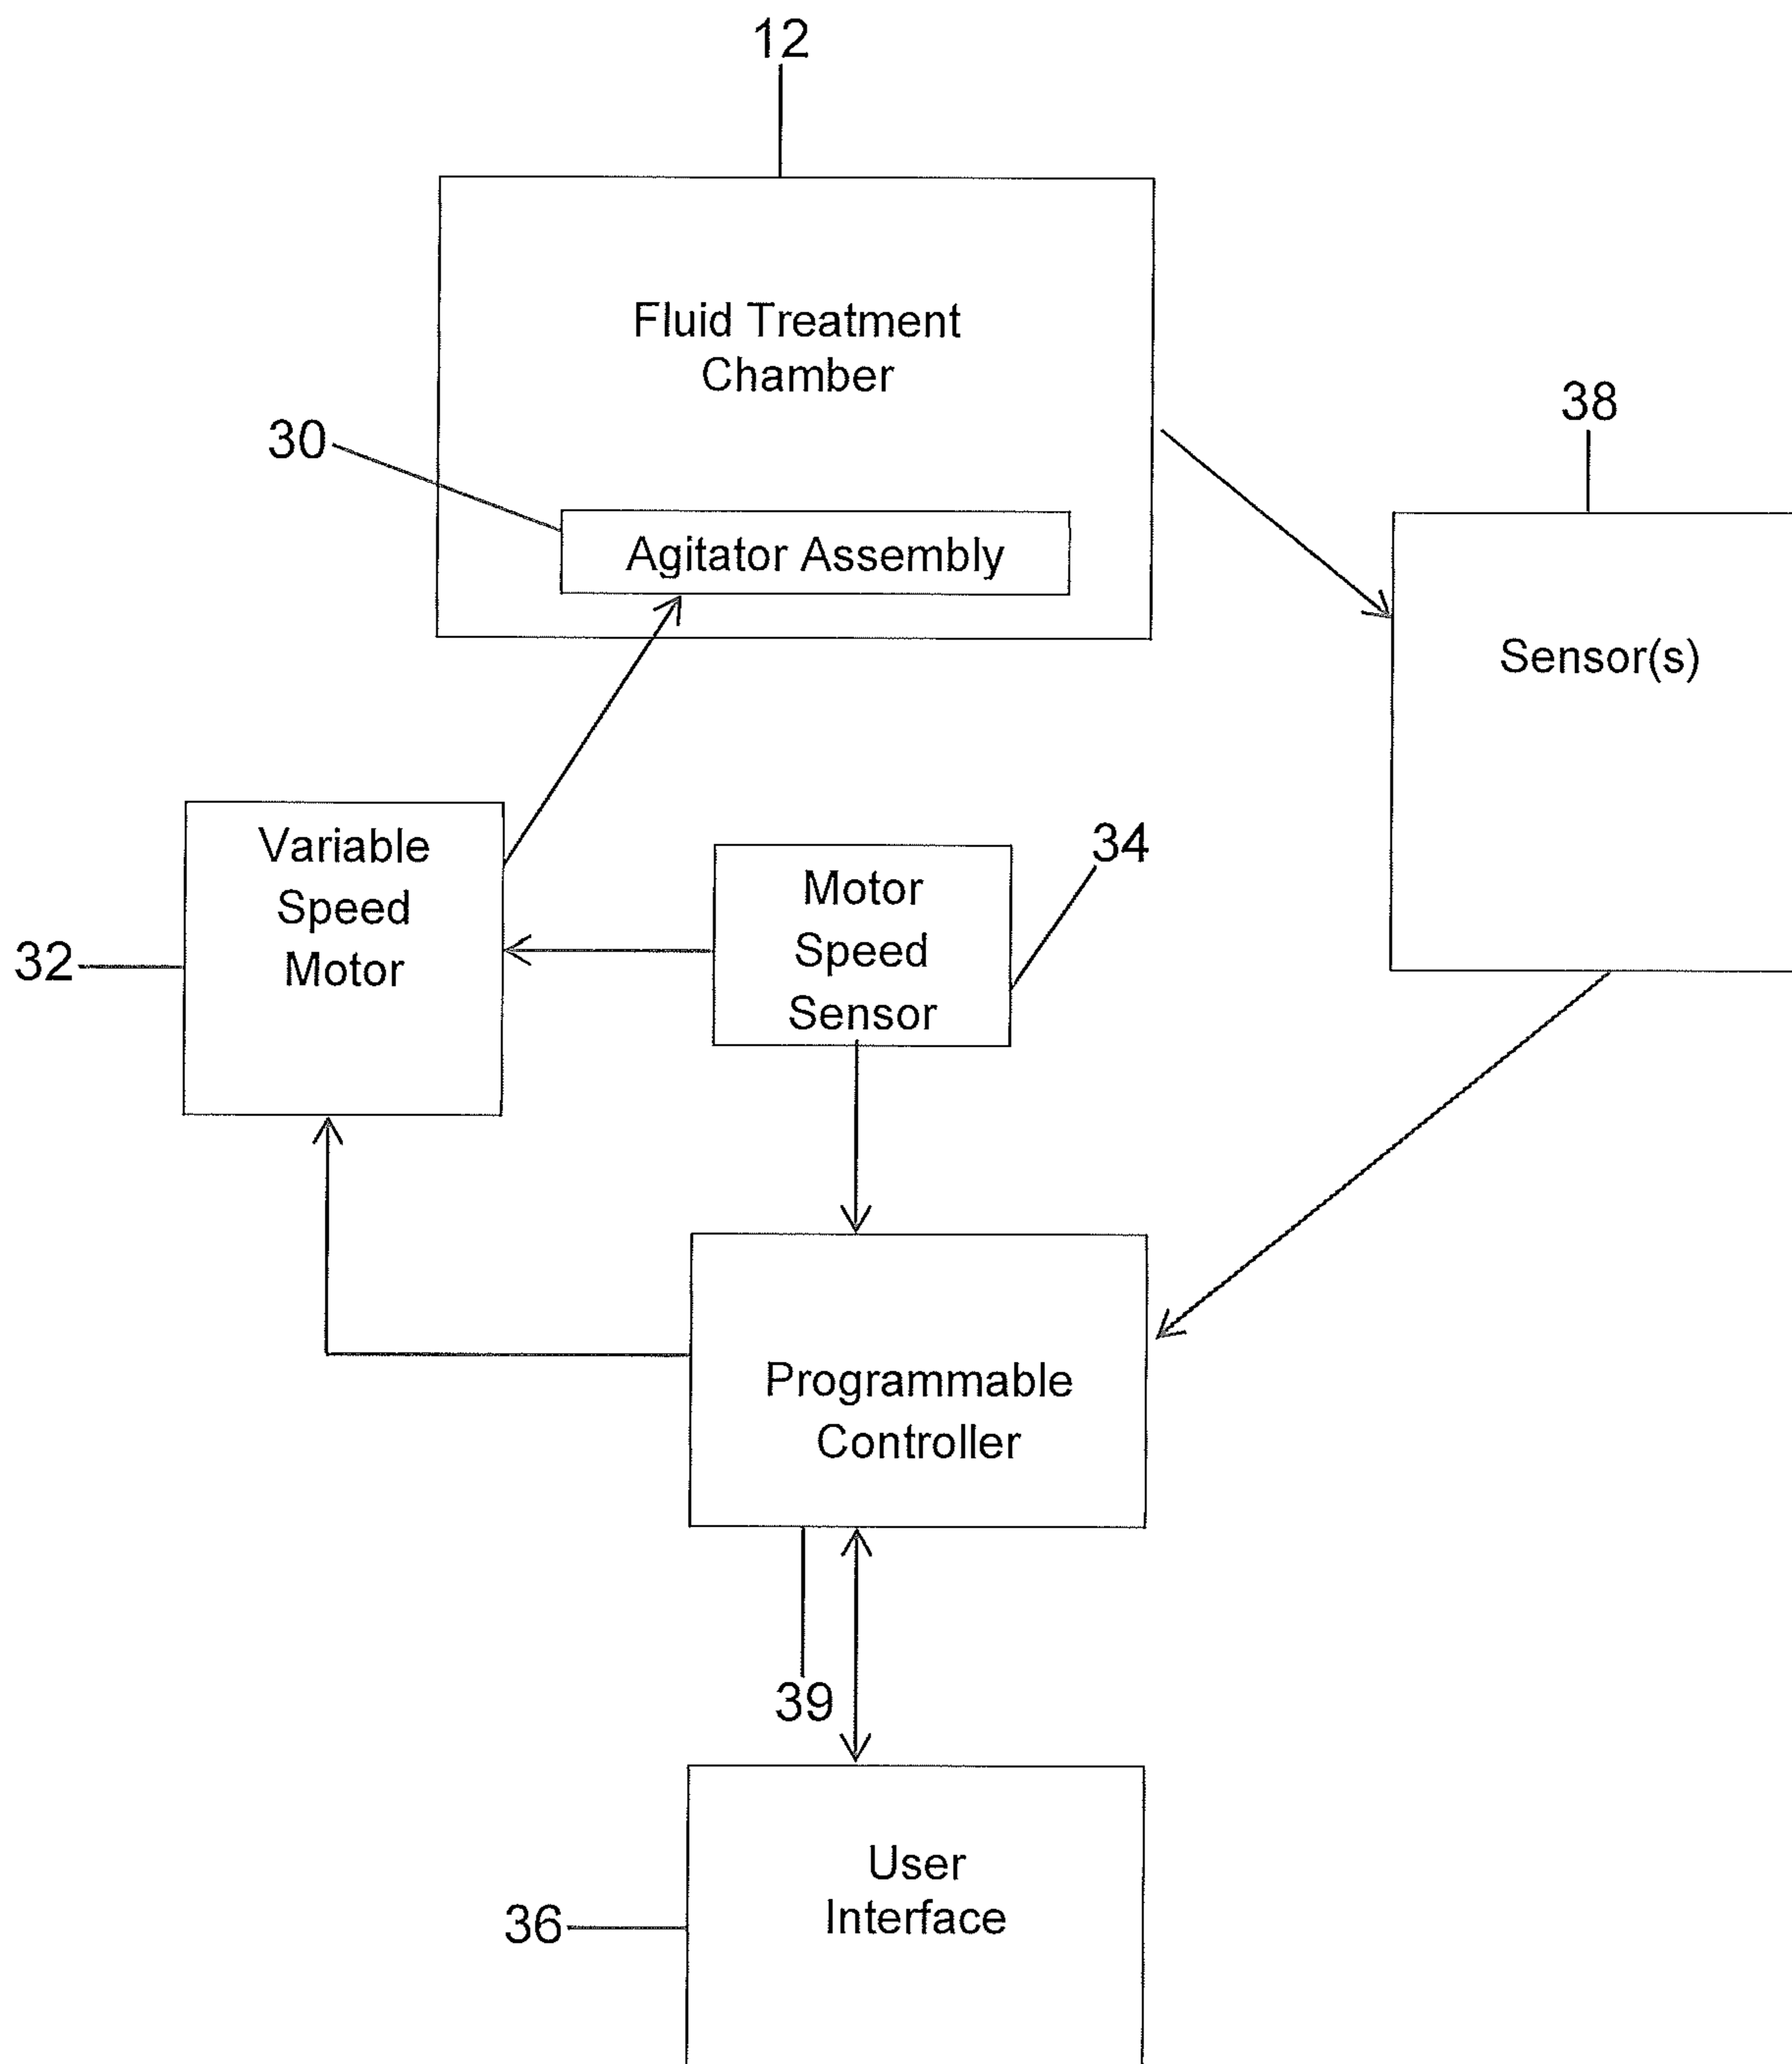 12
Fluid Treatment
Chamber
30
Agitator Assembly
38
Sensor(s)
Variable
Speed
Motor
32
34
Motor
Speed
Sensor
Programmable
Controller
39
User
Interface
36